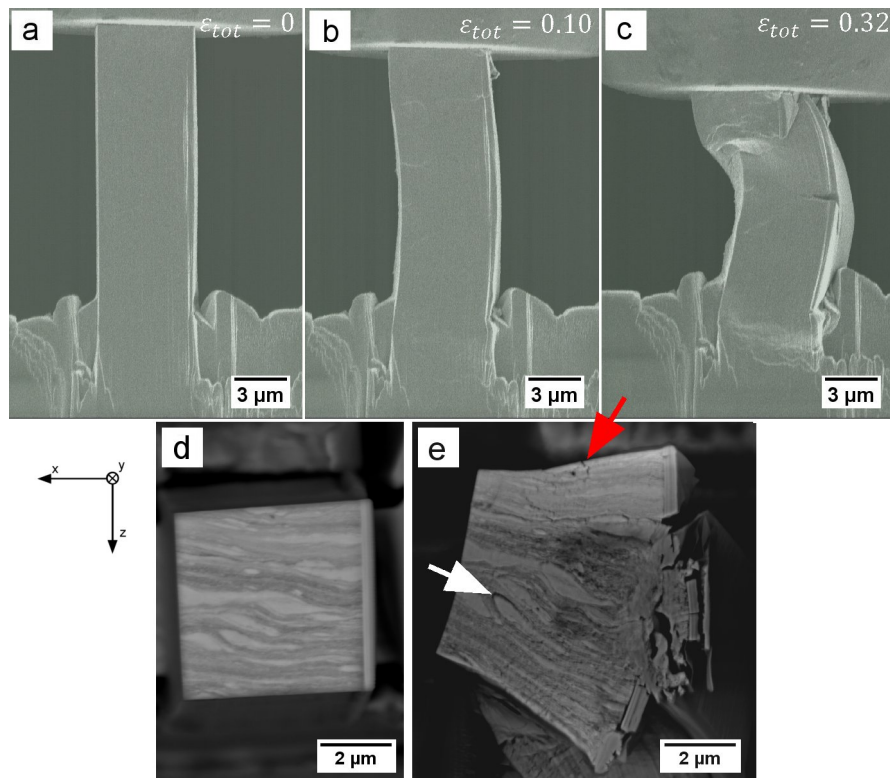 a
ε_tot = 0
b
ε_tot = 0.10
c
ε_tot = 0.32
3 µm
3 µm
3 µm
x
y
z
d
2 µm
e
2 µm